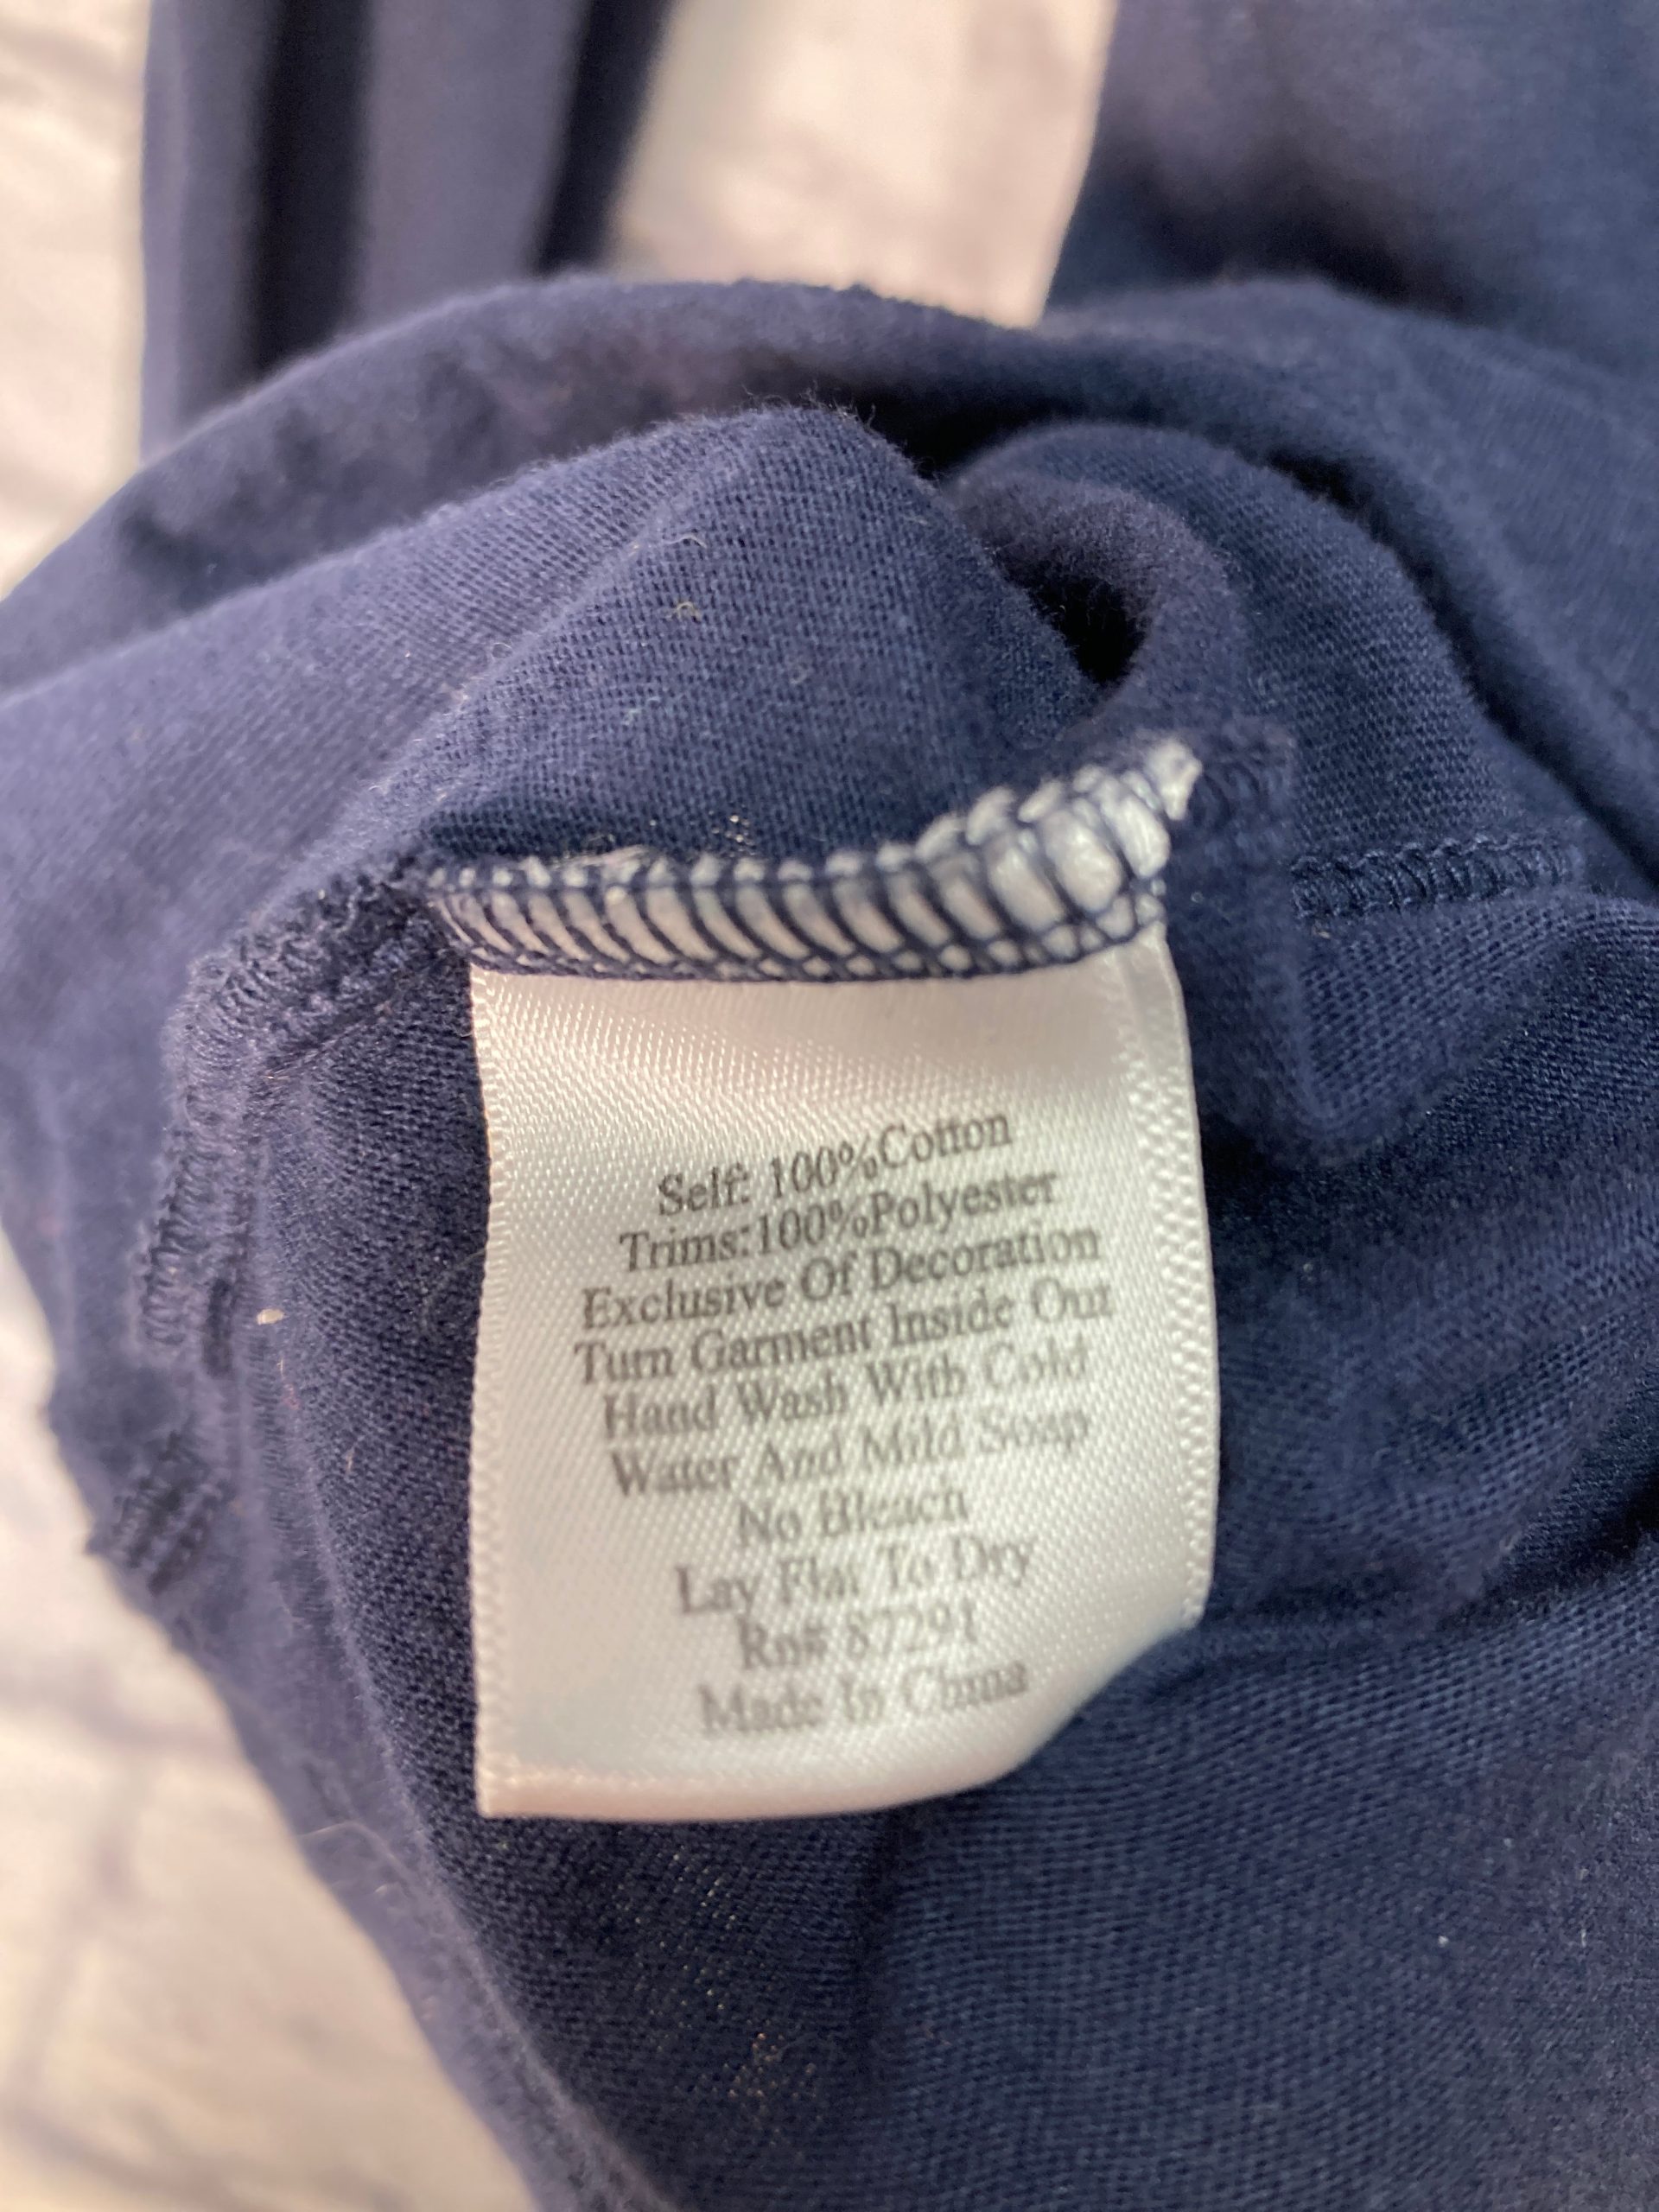 Self: 100%Cotton
Trims:100%Polyester
Exclusive Of Decoration
Turn Garment Inside Out
Hand Wash With Cold
Water And Mild Soap
No Bleach
Lay Flat To Dry
Rn# 87291
Made In China